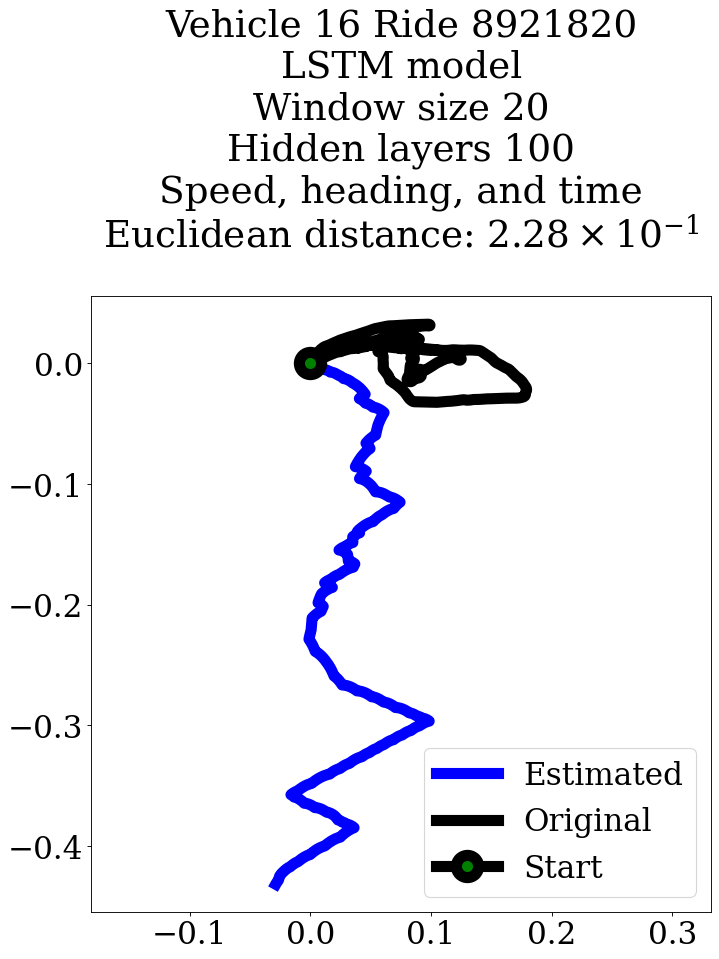 Vehicle 16 Ride 8921820
LSTM model
Window size 20
Hidden layers 100
Speed, heading, and time
Euclidean distance: 2.28 × 10⁻¹
0.0
−0.1
−0.2
−0.3
−0.4
Estimated
Original
Start
−0.1 0.0 0.1 0.2 0.3